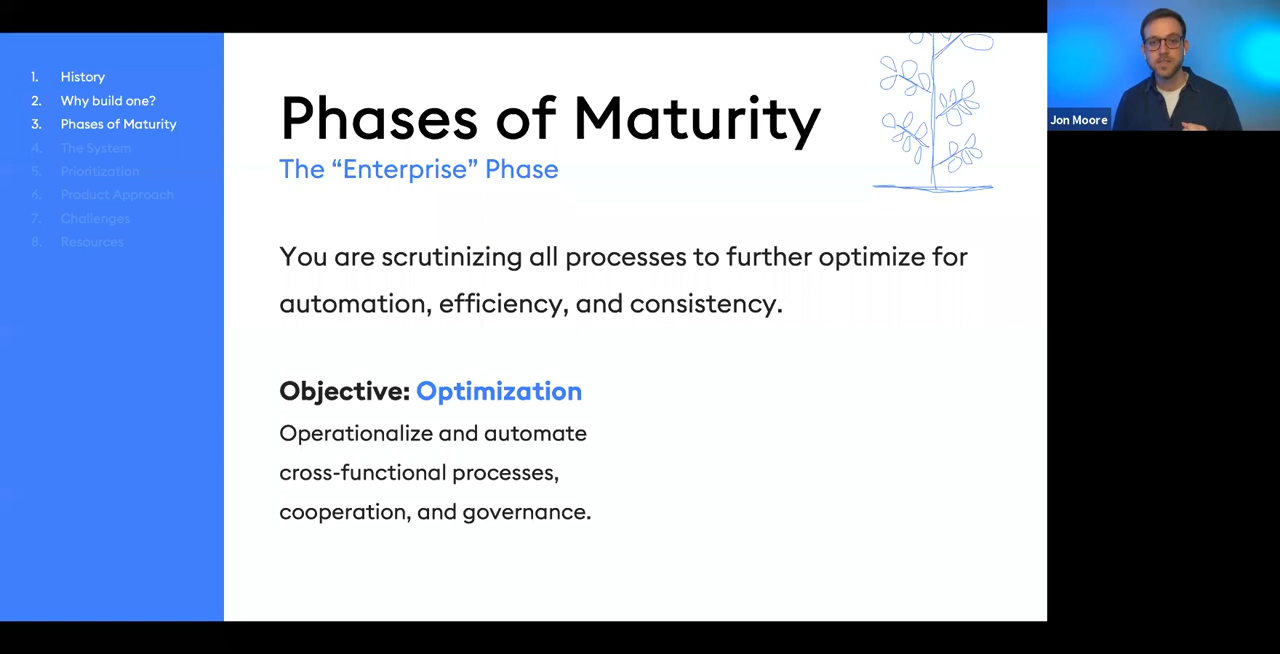 1. History
2. Why build one?
3. Phases of Maturity
4. The System
5. Prioritization
6. Product Approach
7. Challenges
8. Resources
Phases of Maturity
The “Enterprise” Phase
You are scrutinizing all processes to further optimize for
automation, efficiency, and consistency.
Objective: Optimization
Operationalize and automate
cross-functional processes,
cooperation, and governance.
Jon Moore